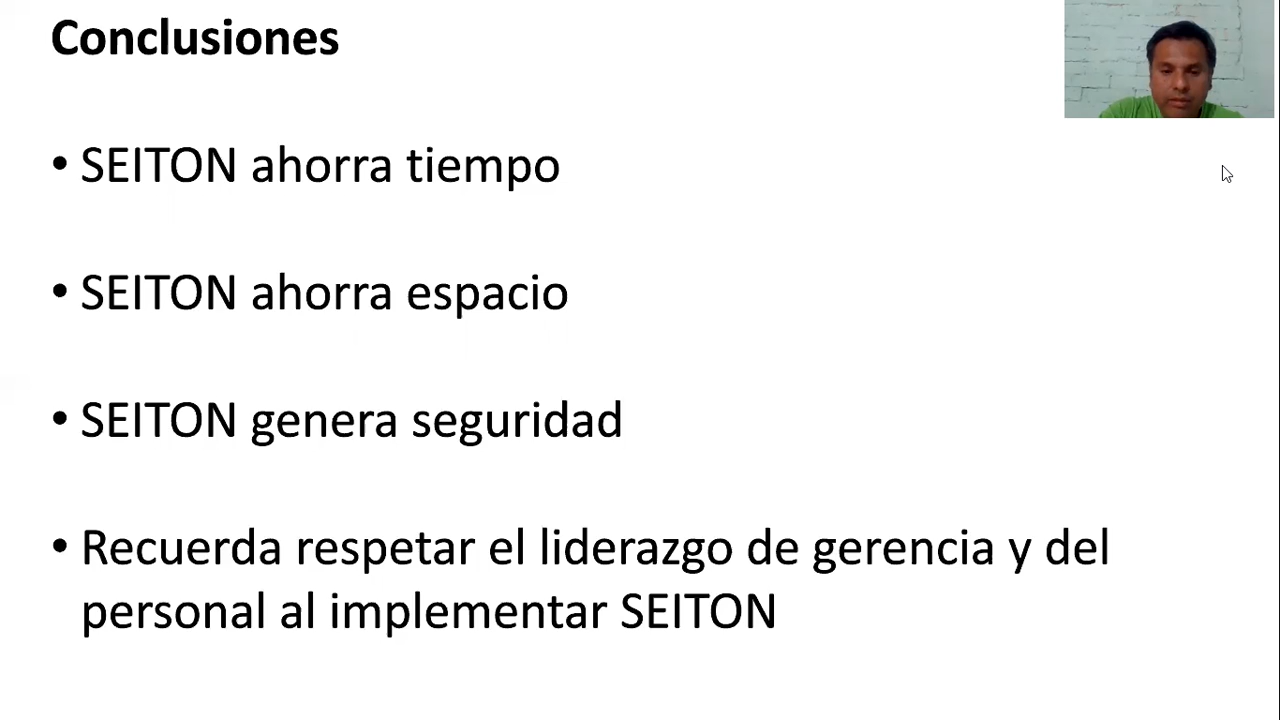 Conclusiones
• SEITON ahorra tiempo
• SEITON ahorra espacio
• SEITON genera seguridad
• Recuerda respetar el liderazgo de gerencia y del
personal al implementar SEITON